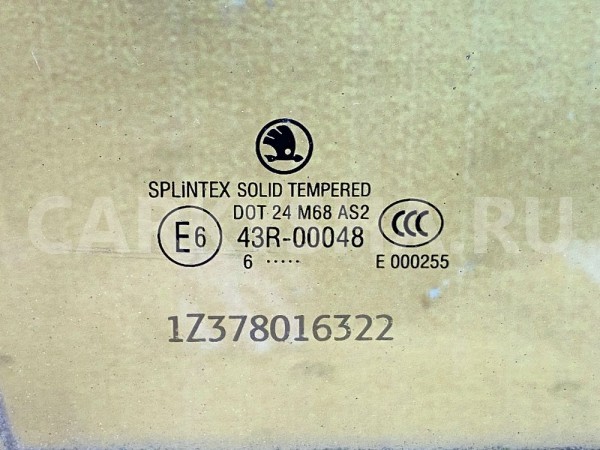 SPLiNTEX SOLID TEMPERED
DOT 24 M68 AS2
E6 43R-00048 CCC
6 ..... E 000255
1Z378016322